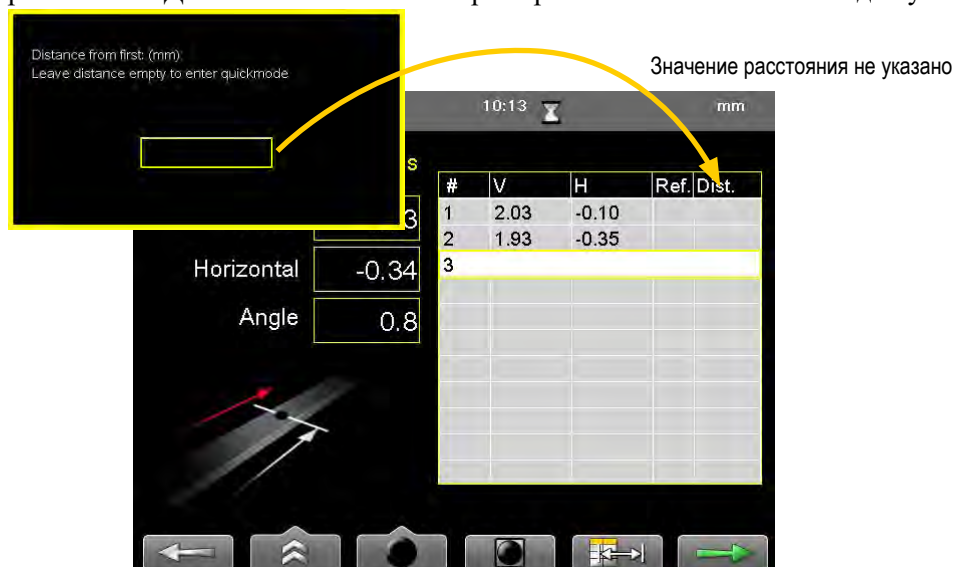 Distance from first: (mm)
Leave distance empty to enter quickmode
Значение расстояния не указано
10:13 mm
s
# V H Ref. Dist.
3 1 2.03 -0.10
2 1.93 -0.35
Horizontal -0.34 3
Angle 0.8